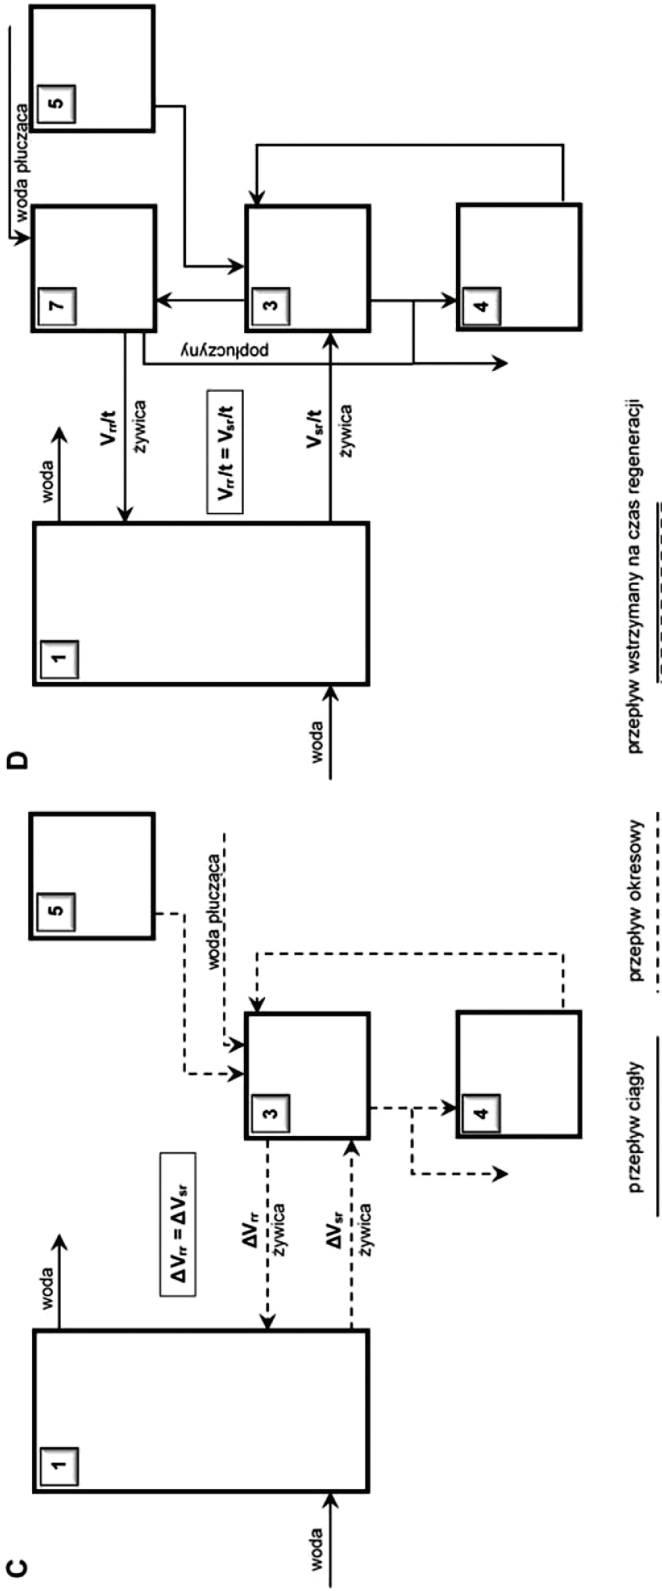 C
1
woda
woda
ΔVrr = ΔVsr
ΔVrr
żywica
ΔVsr
żywica
3
4
5
woda płucząca
D
1
woda
woda
Vrr/t = Vsr/t
Vrr/t
żywica
Vsr/t
żywica
popłuczyny
7
3
4
5
woda płucząca
przepływ ciągły
przepływ okresowy
przepływ wstrzymany na czas regeneracji